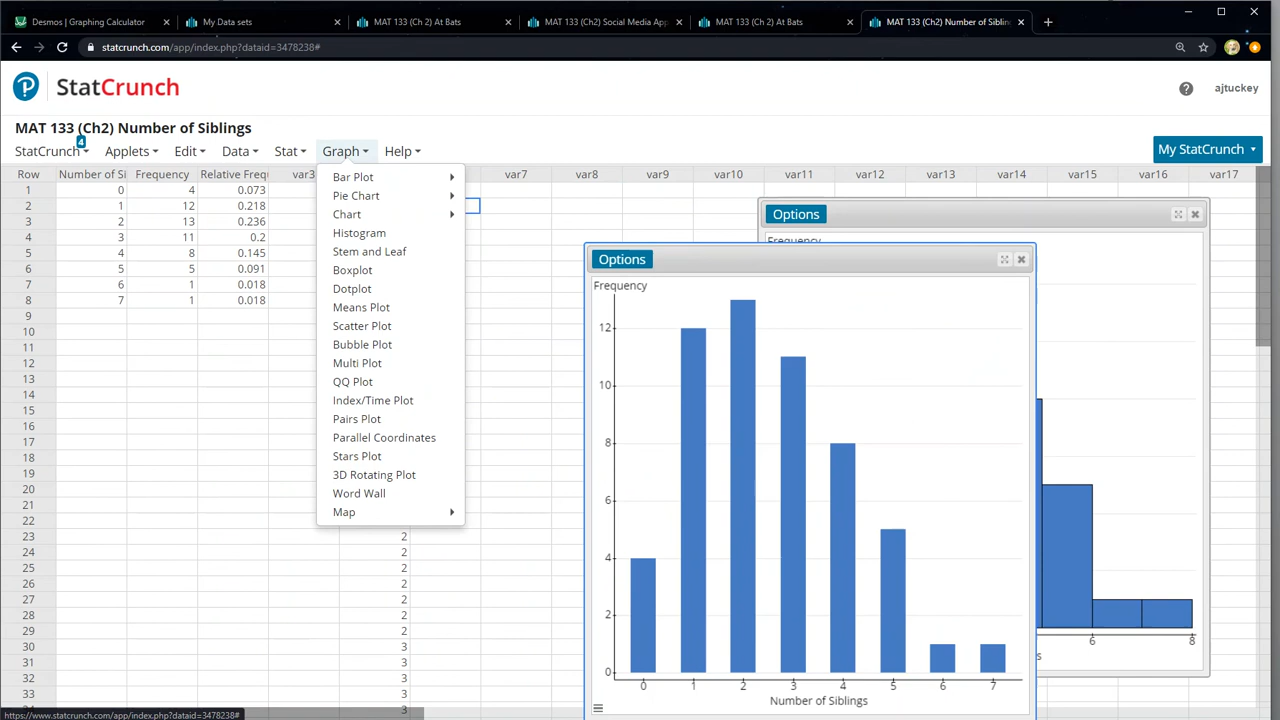 Desmos | Graphing Calculator
My Data sets
MAT 133 (Ch 2) At Bats
MAT 133 (Ch2) Social Media App
MAT 133 (Ch 2) At Bats
MAT 133 (Ch2) Number of Siblin
statcrunch.com/app/index.php?dataid=3478238#
StatCrunch
ajtuckey
MAT 133 (Ch2) Number of Siblings
4
StatCrunch Applets Edit Data Stat Graph Help
My StatCrunch
Row Number of Si Frequency Relative Frequ var3 var7 var8 var9 var10 var11 var12 var13 var14 var15 var16 var17
1 0 4 0.073
2 1 12 0.218
3 2 13 0.236
4 3 11 0.2
5 4 8 0.145
6 5 5 0.091
7 6 1 0.018
8 7 1 0.018
9
10
11
12
13
14
15
16
17
18
19
20
21
22
23 2
24 2
25 2
26 2
27 2
28 2
29 2
30 3
31 3
32 3
33 3
3
Bar Plot
Pie Chart
Chart
Histogram
Stem and Leaf
Boxplot
Dotplot
Means Plot
Scatter Plot
Bubble Plot
Multi Plot
QQ Plot
Index/Time Plot
Pairs Plot
Parallel Coordinates
Stars Plot
3D Rotating Plot
Word Wall
Map
Options
Frequency
6 8
s
Options
Frequency
12
10
8
6
4
2
0
0 1 2 3 4 5 6 7
Number of Siblings
https://www.statcrunch.com/app/index.php?dataid=3478238#